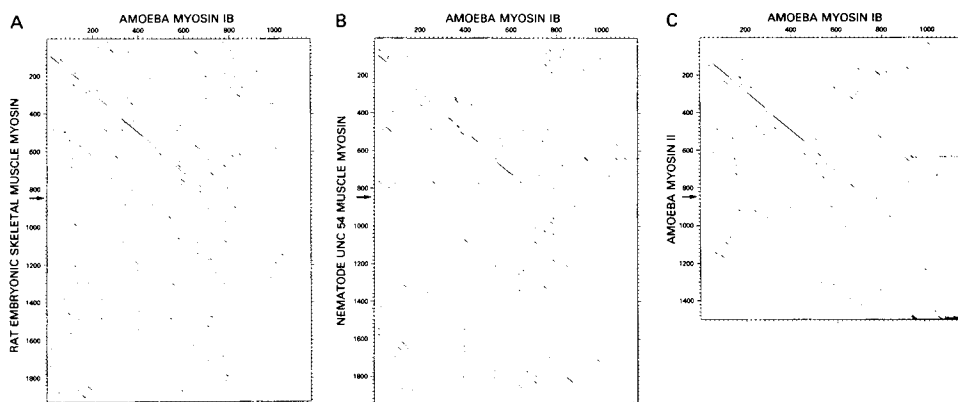 A
AMOEBA MYOSIN IB
200 400 600 800 1000
RAT EMBRYONIC SKELETAL MUSCLE MYOSIN
200
400
600
800
1000
1200
1400
1600
1800
B
AMOEBA MYOSIN IB
200 400 600 800 1000
NEMATODE UNC 54 MUSCLE MYOSIN
200
400
600
800
1000
1200
1400
1600
1800
C
AMOEBA MYOSIN IB
200 400 600 800 1000
AMOEBA MYOSIN II
200
400
600
800
1000
1200
1400